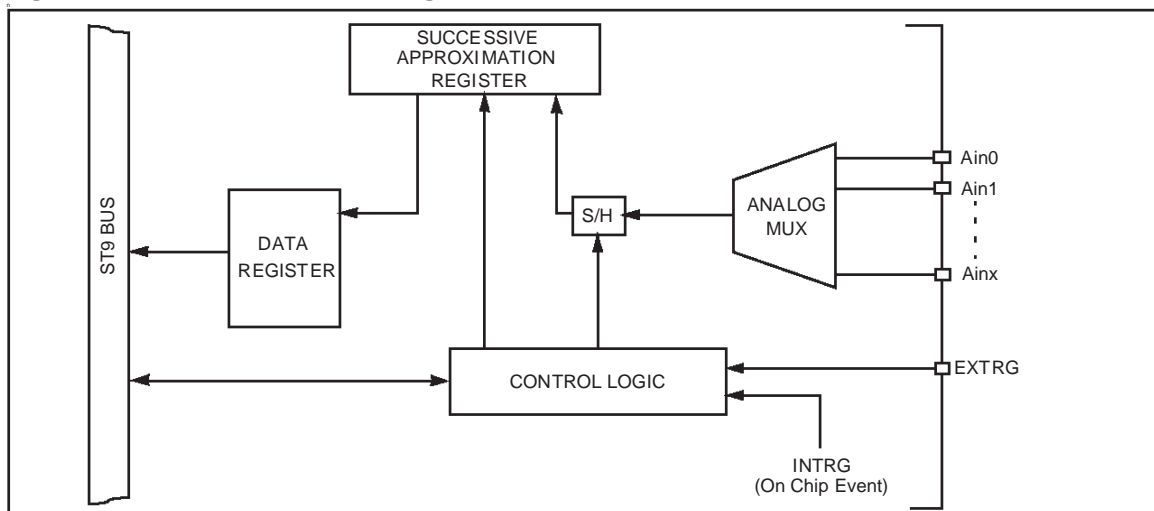 SUCCESSIVE
APPROXIMATION
REGISTER
Ain0
Ain1
ANALOG
MUX
S/H
ST9 BUS
DATA
REGISTER
Ainx
EXTRG
CONTROL LOGIC
INTRG
(On Chip Event)